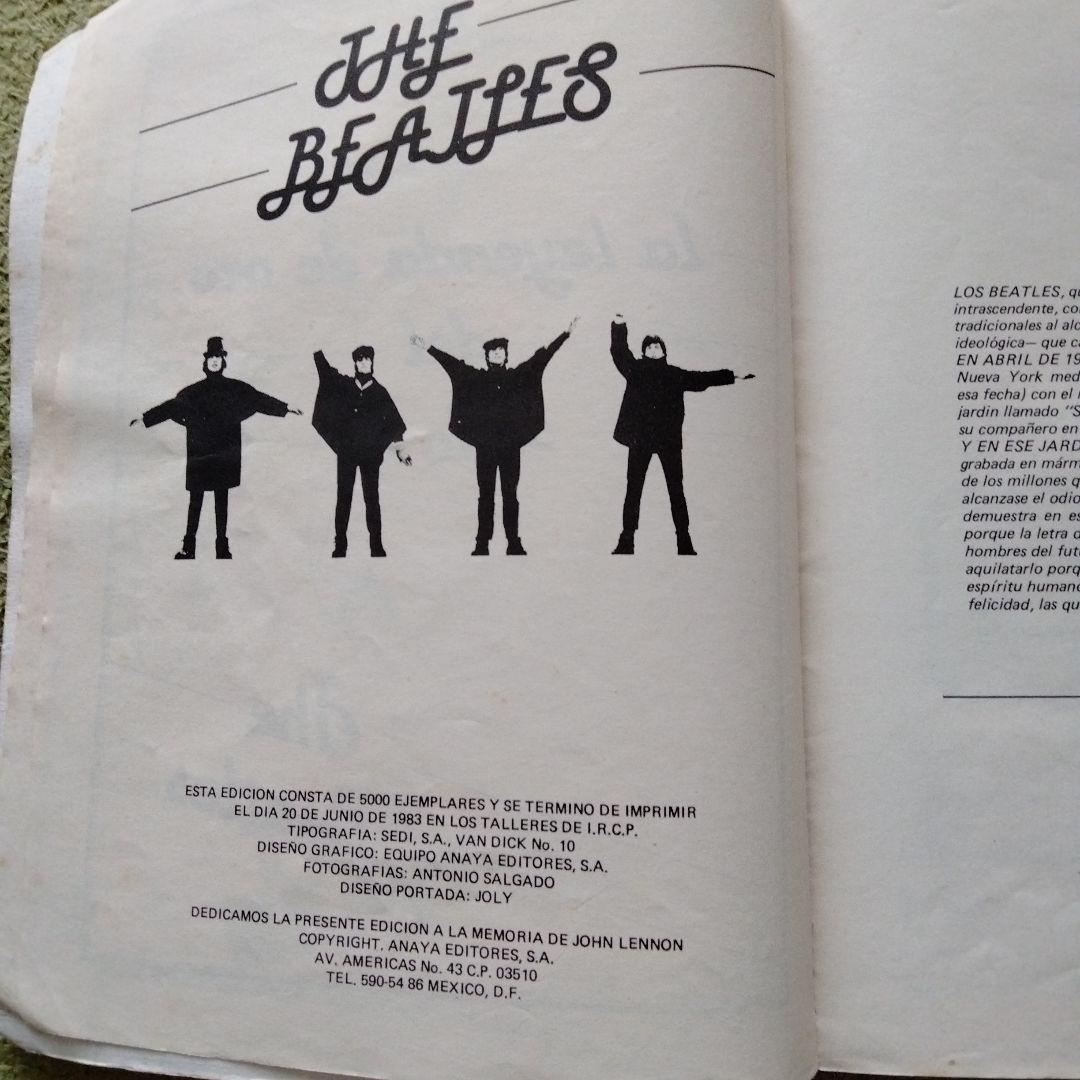 THE
BEATLES
ESTA EDICION CONSTA DE 5000 EJEMPLARES Y SE TERMINO DE IMPRIMIR
EL DIA 20 DE JUNIO DE 1983 EN LOS TALLERES DE I.R.C.P.
TIPOGRAFIA: SEDI, S.A., VAN DICK No. 10
DISEÑO GRAFICO: EQUIPO ANAYA EDITORES, S.A.
FOTOGRAFIAS: ANTONIO SALGADO
DISEÑO PORTADA: JOLY
DEDICAMOS LA PRESENTE EDICION A LA MEMORIA DE JOHN LENNON
COPYRIGHT. ANAYA EDITORES, S.A.
AV. AMERICAS No. 43 C.P. 03510
TEL. 590-54 86 MEXICO, D.F.
LOS BEATLES,
intrascendente,
tradicionales al
ideológica— que
EN ABRIL DE
Nueva York
esa fecha) con el
jardin llamado
su compañero en
Y EN ESE
grabada en
de los millones
alcanzase el odio
demuestra en
porque la letra
hombres del
aquilatarlo
espíritu
felicidad, las